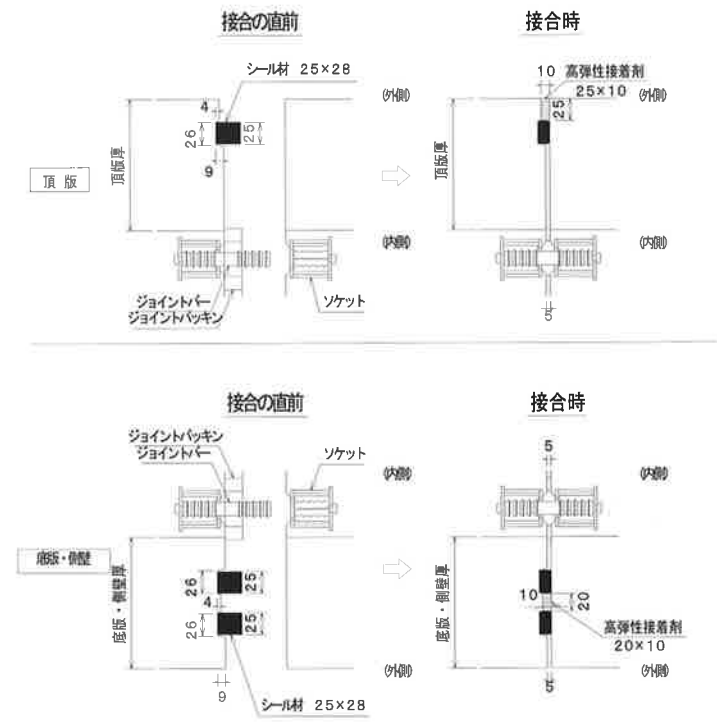 接合の直前
接合時
シール材 25×28
10
高弾性接着剤
25×10
(外側)
(外側)
4
26
25
25
9
頂版厚
頂版厚
頂 版
(内側)
(内側)
ジョイントバー
ジョイントパッキン
ソケット
5
接合の直前
接合時
ジョイントパッキン
ジョイントバー
ソケット
5
(内側)
(内側)
底版・側壁
底版・側壁厚
底版・側壁厚
26
25
4
26
25
10
20
高弾性接着剤
20×10
(外側)
(外側)
9
5
シール材 25×28